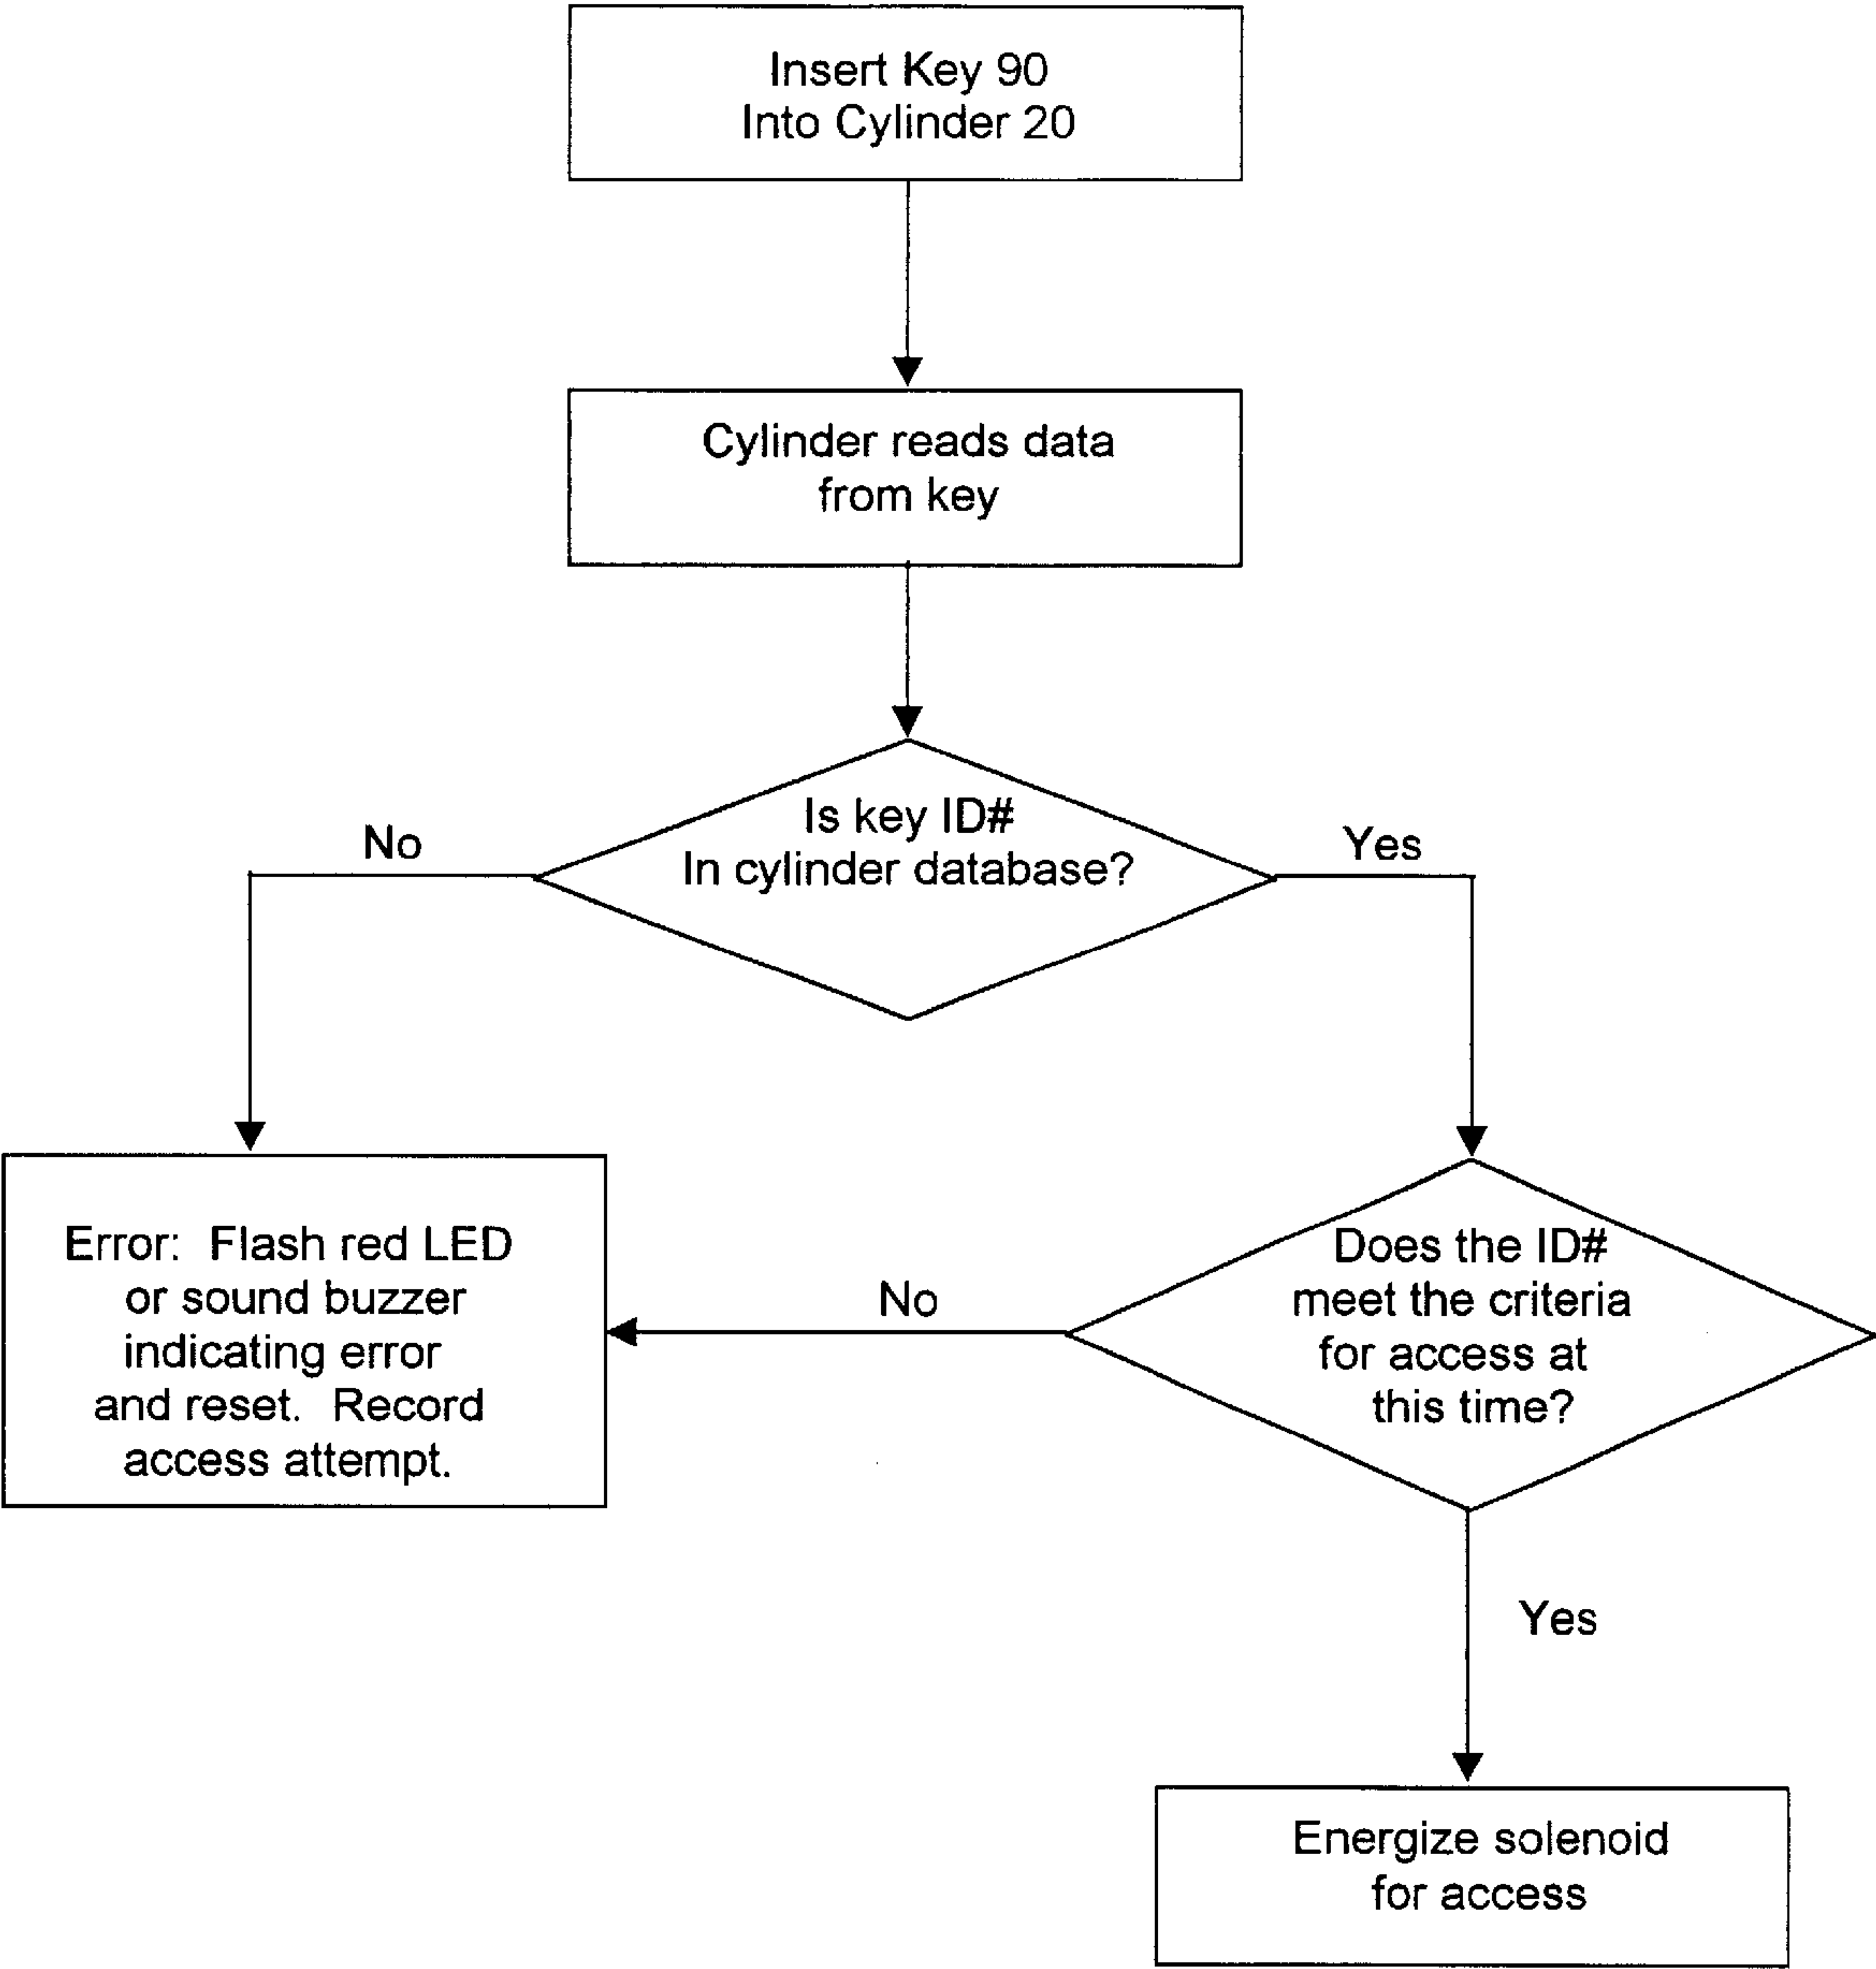 Insert Key 90
Into Cylinder 20
Cylinder reads data
from key
Is key ID#
In cylinder database?
No
Yes
Error:  Flash red LED
or sound buzzer
indicating error
and reset.  Record
access attempt.
No
Does the ID#
meet the criteria
for access at
this time?
Yes
Energize solenoid
for access